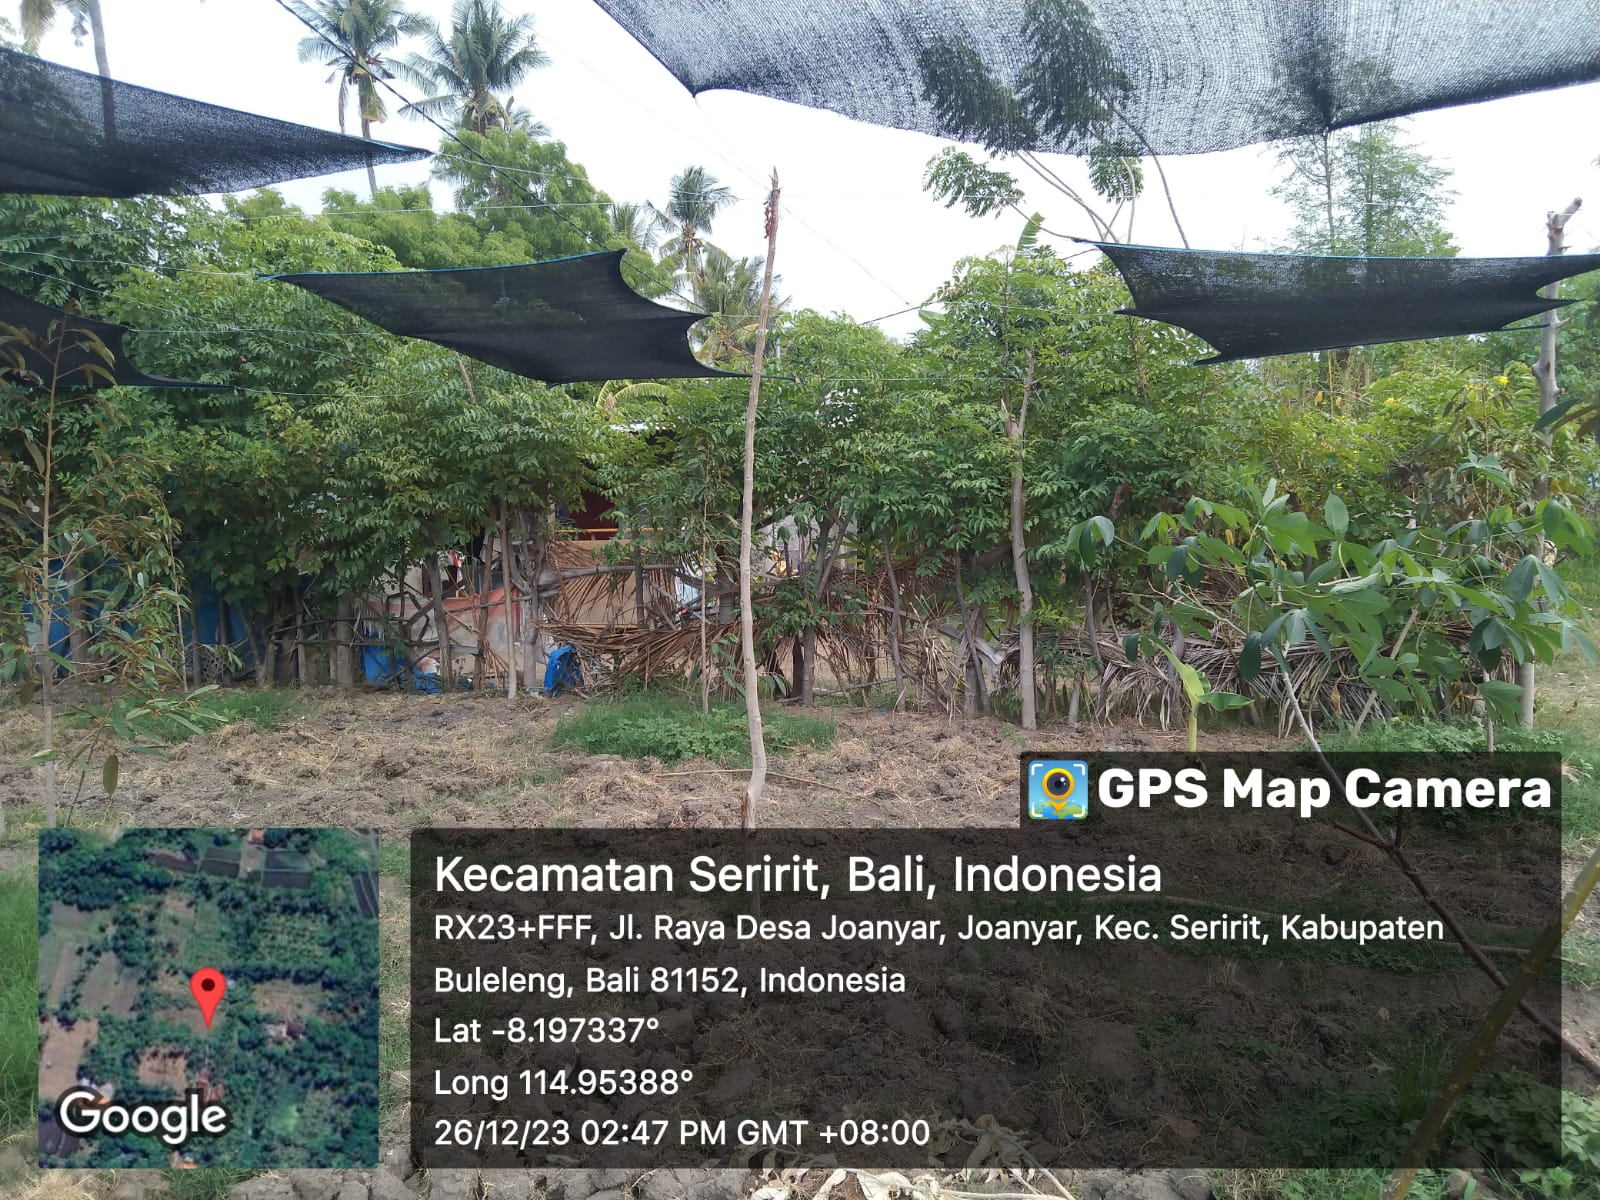 GPS Map Camera
Kecamatan Seririt, Bali, Indonesia
RX23+FFF, Jl. Raya Desa Joanyar, Joanyar, Kec. Seririt, Kabupaten
Buleleng, Bali 81152, Indonesia
Lat -8.197337°
Long 114.95388°
26/12/23 02:47 PM GMT +08:00
Google